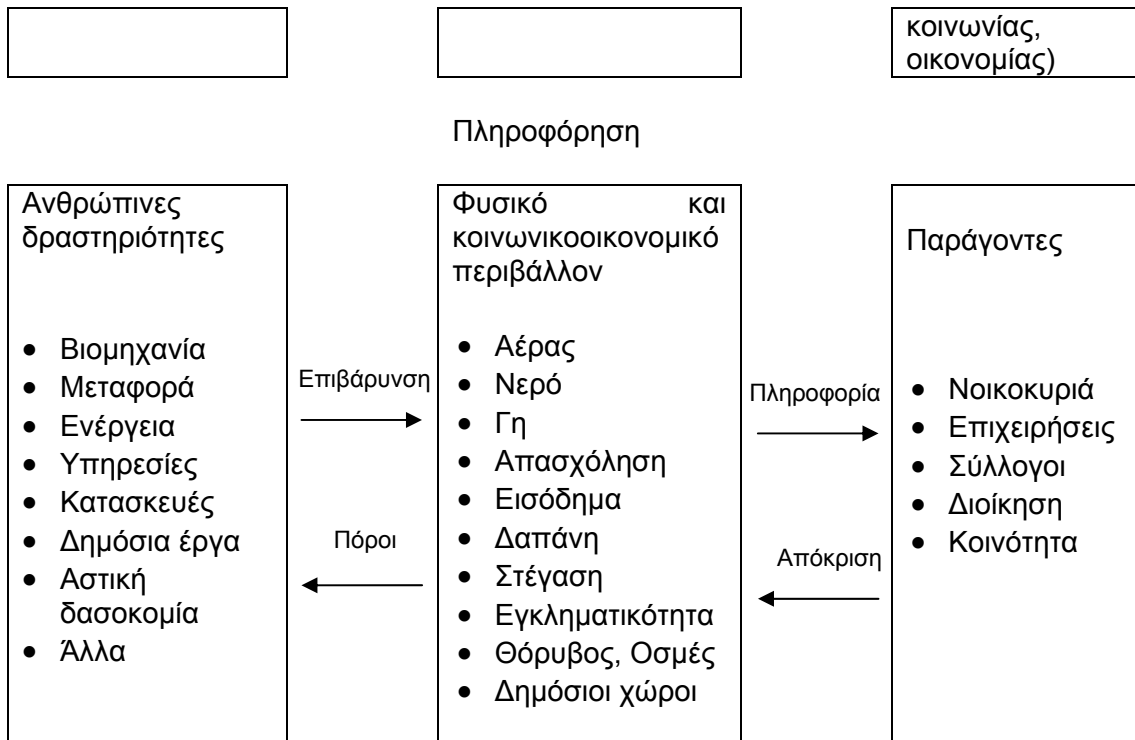 κοινωνίας,
οικονομίας)
Πληροφόρηση
Ανθρώπινες
δραστηριότητες
• Βιομηχανία
• Μεταφορά
• Ενέργεια
• Υπηρεσίες
• Κατασκευές
• Δημόσια έργα
• Αστική
δασοκομία
• Άλλα
Επιβάρυνση
Πόροι
Φυσικό και
κοινωνικοοικονομικό
περιβάλλον
• Αέρας
• Νερό
• Γη
• Απασχόληση
• Εισόδημα
• Δαπάνη
• Στέγαση
• Εγκληματικότητα
• Θόρυβος, Οσμές
• Δημόσιοι χώροι
Πληροφορία
Απόκριση
Παράγοντες
• Νοικοκυριά
• Επιχειρήσεις
• Σύλλογοι
• Διοίκηση
• Κοινότητα